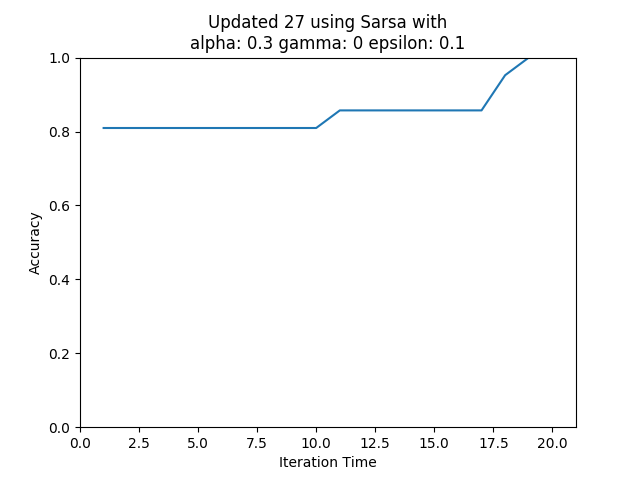 Updated 27 using Sarsa with
alpha: 0.3 gamma: 0 epsilon: 0.1
1.0
0.8
0.6
0.4
0.2
0.0
Accuracy
0.0 2.5 5.0 7.5 10.0 12.5 15.0 17.5 20.0
Iteration Time